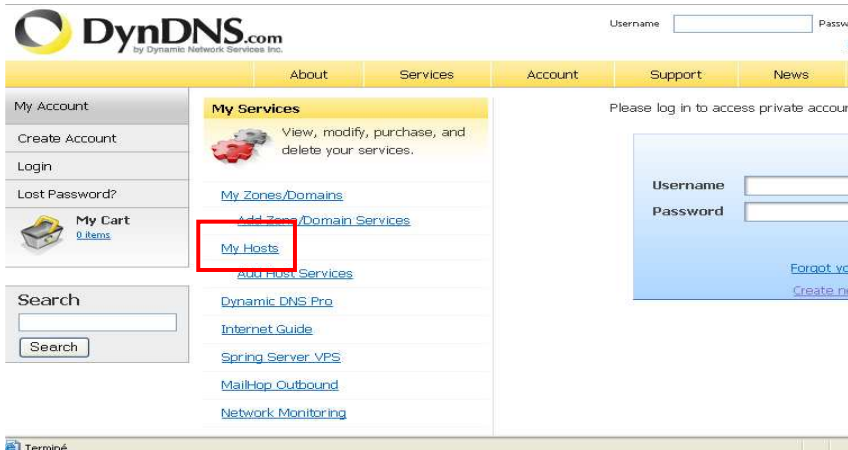 DynDNS.com
by Dynamic Network Services Inc.
Username
About Services Account Support News
My Account
Create Account
Login
Lost Password?
My Cart
0 items
Search
Search
My Services
View, modify, purchase, and
delete your services.
My Zones/Domains
Add Zone/Domain Services
My Hosts
Add Host Services
Dynamic DNS Pro
Internet Guide
Spring Server VPS
MailHop Outbound
Network Monitoring
Please log in to access private
Username
Password
Forgot
Create
Terminé